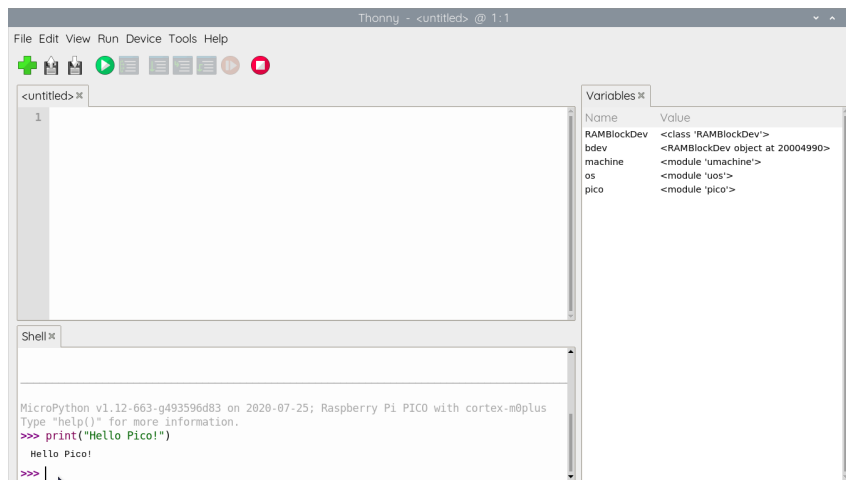 Thonny - <untitled> @ 1:1
File Edit View Run Device Tools Help
<untitled>
1
Variables
Name Value
RAMBlockDev <class 'RAMBlockDev'>
bdev <RAMBlockDev object at 20004990>
machine <module 'umachine'>
os <module 'uos'>
pico <module 'pico'>
Shell
MicroPython v1.12-663-g493596d83 on 2020-07-25; Raspberry Pi PICO with cortex-m0plus
Type "help()" for more information.
>>> print("Hello Pico!")
Hello Pico!
>>>